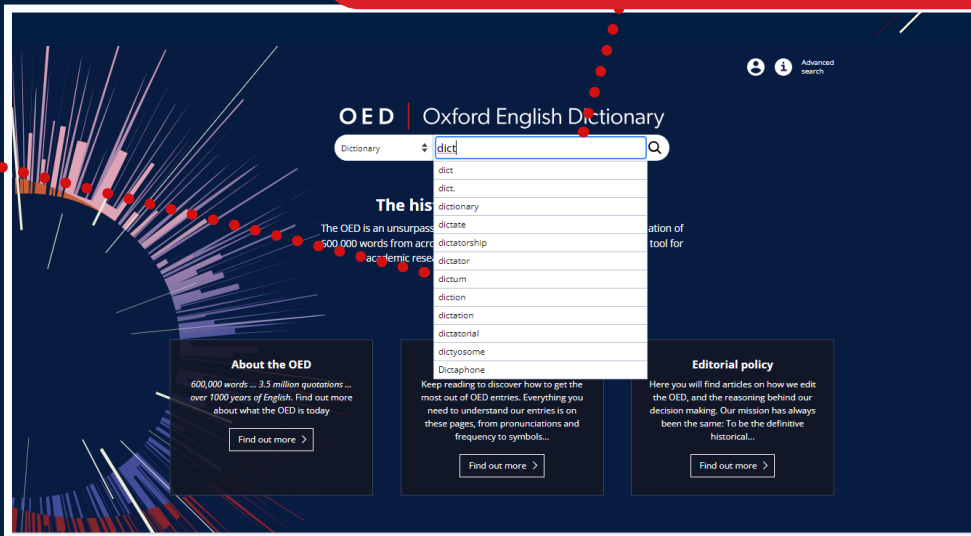 Advanced
search
OED | Oxford English Dictionary
Dictionary
dict
dict
dict.
dictionary
dictate
dictatorship
dictator
dictum
diction
dictation
dictatorial
dictyosome
Dictaphone
The his
The OED is an unsurpass ation of
600,000 words from acro tool for
academic resea
About the OED
600,000 words ... 3.5 million quotations ...
over 1000 years of English. Find out more
about what the OED is today
Find out more >
Keep reading to discover how to get the
most out of OED entries. Everything you
need to understand our entries is on
these pages, from pronunciations and
frequency to symbols...
Find out more >
Editorial policy
Here you will find articles on how we edit
the OED, and the reasoning behind our
decision making. Our mission has always
been the same: To be the definitive
historical...
Find out more >